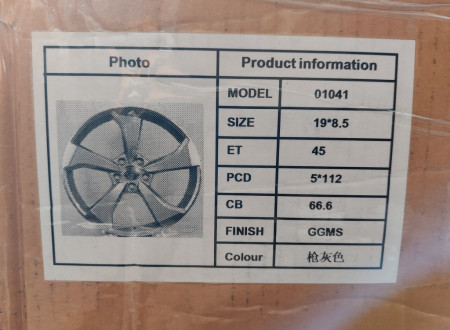 Photo Product information
MODEL 01041
SIZE 19*8.5
ET 45
PCD 5*112
CB 66.6
FINISH GGMS
Colour 枪灰色